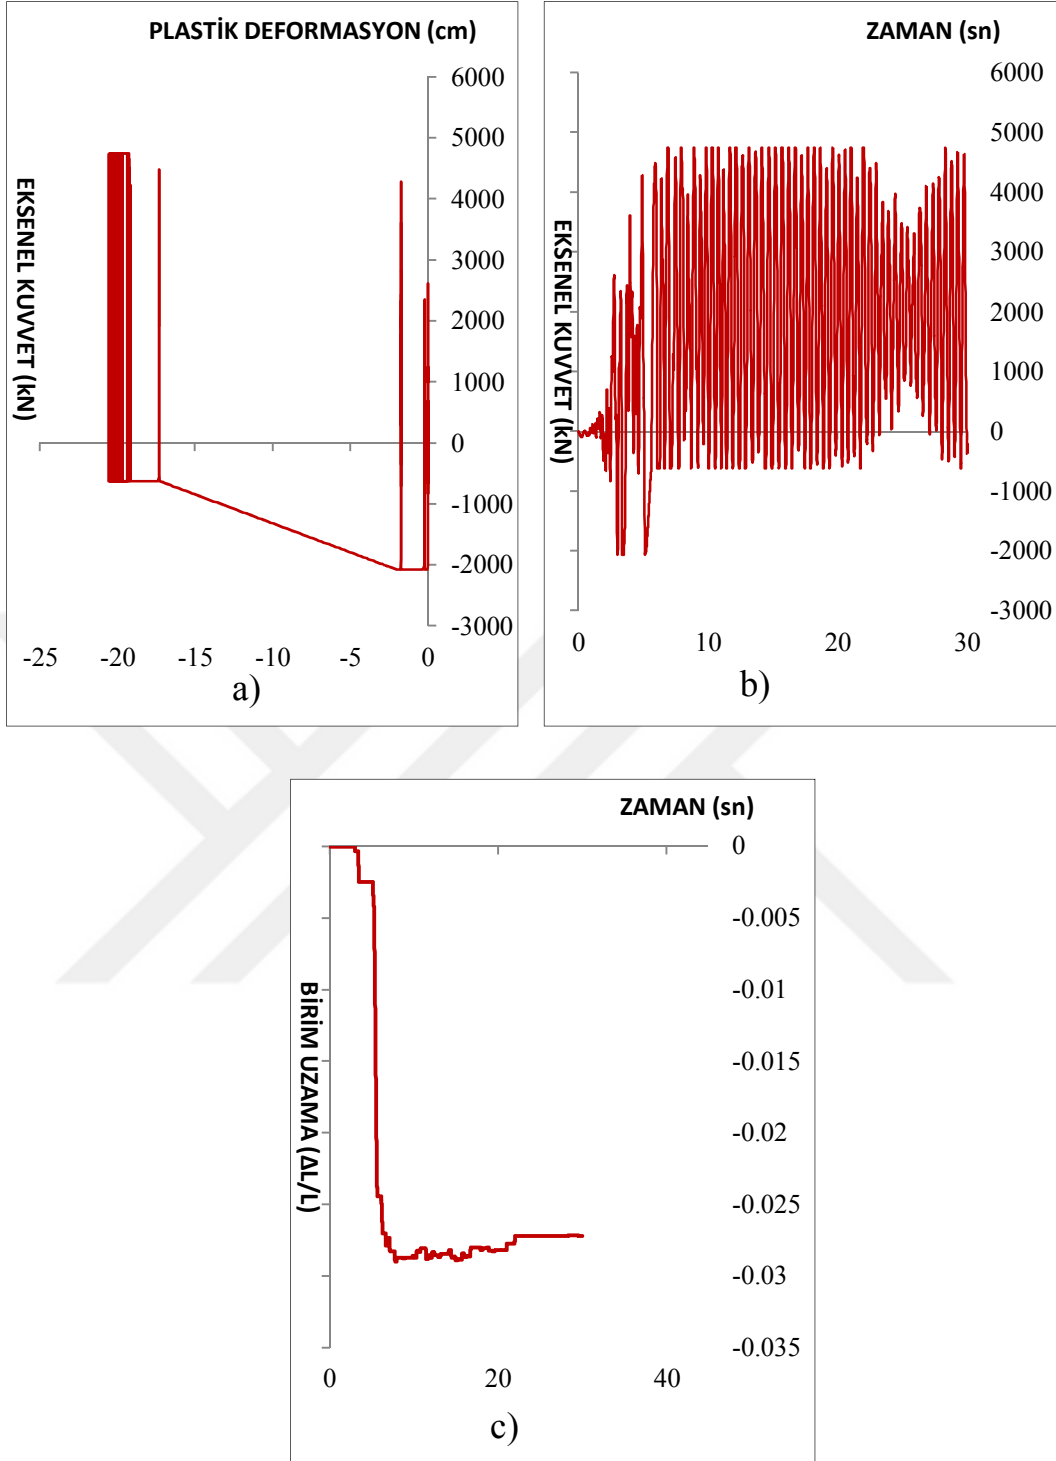 PLASTİK DEFORMASYON (cm)
6000
5000
4000
3000
2000
1000
0
-1000
-2000
-3000
EKSENEL KUVVET (kN)
-25 -20 -15 -10 -5 0
a)
ZAMAN (sn)
6000
5000
4000
3000
2000
1000
0
-1000
-2000
-3000
EKSENEL KUVVET (kN)
0 10 20 30
b)
ZAMAN (sn)
0
-0.005
-0.01
-0.015
-0.02
-0.025
-0.03
-0.035
BİRİM UZAMA (ΔL/L)
0 20 40
c)